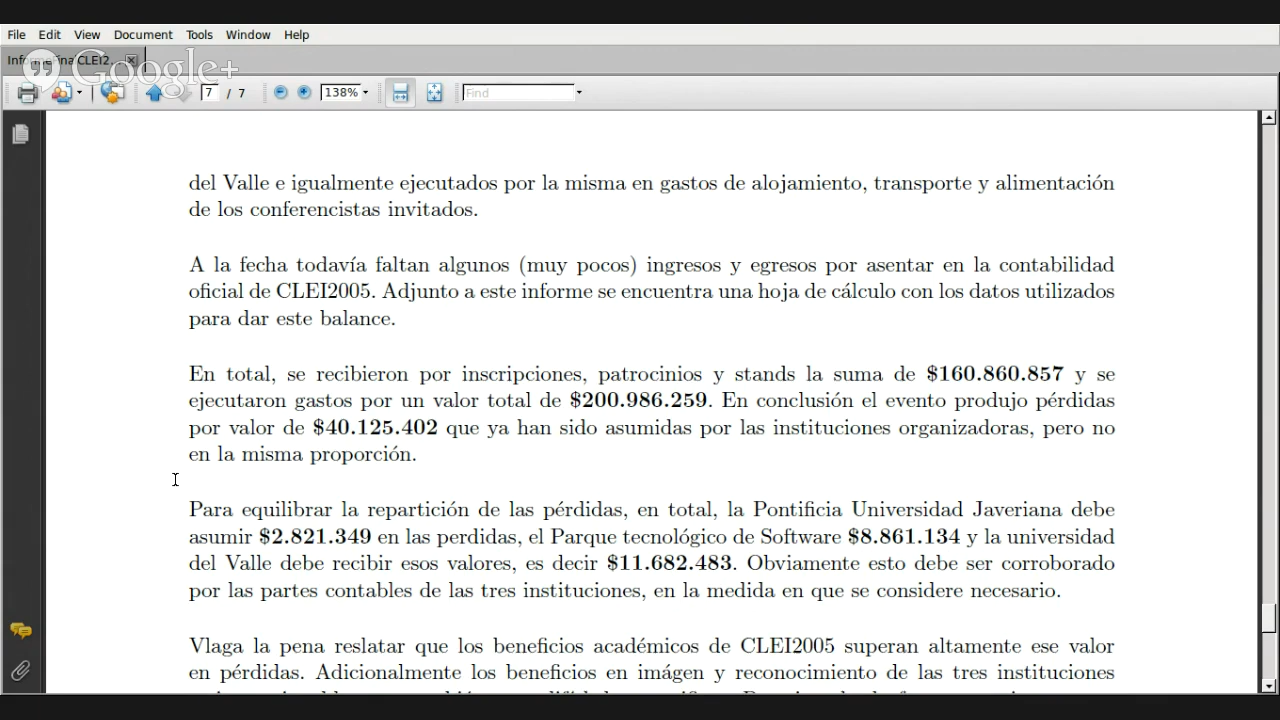 File Edit View Document Tools Window Help
Google+
7 / 7 138% Find
del Valle e igualmente ejecutados por la misma en gastos de alojamiento, transporte y alimentación
de los conferencistas invitados.
A la fecha todavía faltan algunos (muy pocos) ingresos y egresos por asentar en la contabilidad
oficial de CLEI2005. Adjunto a este informe se encuentra una hoja de cálculo con los datos utilizados
para dar este balance.
En total, se recibieron por inscripciones, patrocinios y stands la suma de $160.860.857 y se
ejecutaron gastos por un valor total de $200.986.259. En conclusión el evento produjo pérdidas
por valor de $40.125.402 que ya han sido asumidas por las instituciones organizadoras, pero no
en la misma proporción.
Para equilibrar la repartición de las pérdidas, en total, la Pontificia Universidad Javeriana debe
asumir $2.821.349 en las perdidas, el Parque tecnológico de Software $8.861.134 y la universidad
del Valle debe recibir esos valores, es decir $11.682.483. Obviamente esto debe ser corroborado
por las partes contables de las tres instituciones, en la medida en que se considere necesario.
Vlaga la pena reslatar que los beneficios académicos de CLEI2005 superan altamente ese valor
en pérdidas. Adicionalmente los beneficios en imágen y reconocimiento de las tres instituciones